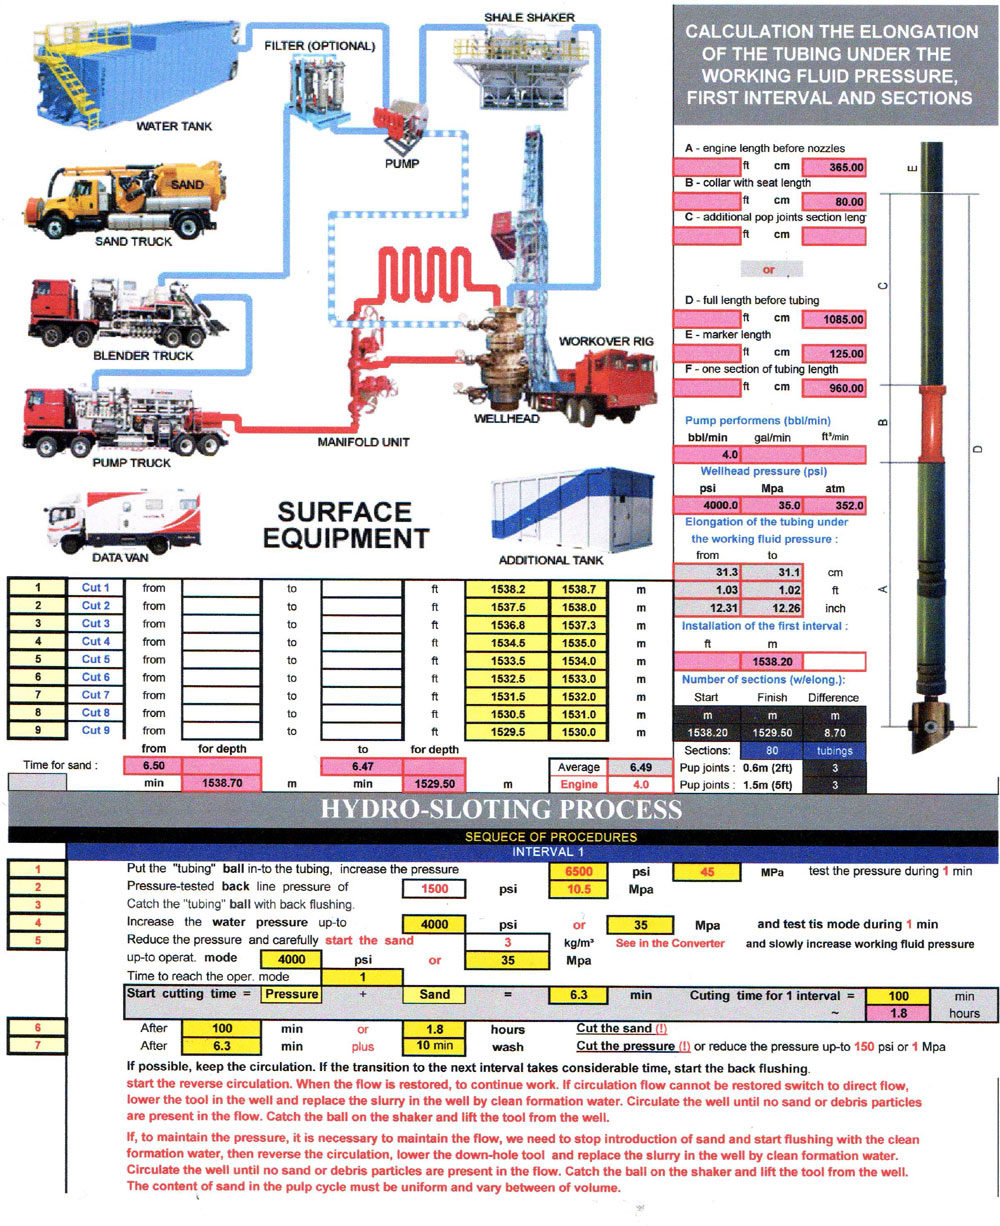 WATER TANK
FILTER (OPTIONAL)
SHALE SHAKER
PUMP
SAND
SAND TRUCK
BLENDER TRUCK
PUMP TRUCK
MANIFOLD UNIT
WORKOVER RIG
WELLHEAD
DATA VAN
SURFACE
EQUIPMENT
ADDITIONAL TANK
CALCULATION THE ELONGATION
OF THE TUBING UNDER THE
WORKING FLUID PRESSURE,
FIRST INTERVAL AND SECTIONS
A - engine length before nozzles
ft cm 365.00
B - collar with seat length
ft cm 80.00
C - additional pop joints section leng
ft cm
or
D - full length before tubing
ft cm 1085.00
E - marker length
ft cm 125.00
F - one section of tubing length
ft cm 960.00
Pump performens (bbl/min)
bbl/min gal/min ft³/min
4.0
Wellhead pressure (psi)
psi Mpa atm
4000.0 35.0 352.0
Elongation of the tubing under
the working fluid pressure :
from to
31.3 31.1 cm
1.03 1.02 ft
12.31 12.26 inch
Installation of the first interval :
ft m
1538.20
Number of sections (w/elong.):
Start Finish Difference
m m m
1538.20 1529.50 8.70
Sections: 80 tubings
Pup joints : 0.6m (2ft) 3
Pup joints : 1.5m (5ft) 3
E
C
B
D
A
1 Cut 1 from to ft 1538.2 1538.7 m
2 Cut 2 from to ft 1537.5 1538.0 m
3 Cut 3 from to ft 1536.8 1537.3 m
4 Cut 4 from to ft 1534.5 1535.0 m
5 Cut 5 from to ft 1533.5 1534.0 m
6 Cut 6 from to ft 1532.5 1533.0 m
7 Cut 7 from to ft 1531.5 1532.0 m
8 Cut 8 from to ft 1530.5 1531.0 m
9 Cut 9 from to ft 1529.5 1530.0 m
from for depth to for depth
Time for sand : 6.50 6.47 Average 6.49
min 1538.70 m min 1529.50 m Engine 4.0
HYDRO-SLOTING PROCESS
SEQUECE OF PROCEDURES
INTERVAL 1
1 Put the "tubing" ball in-to the tubing, increase the pressure 6500 psi 45 MPa test the pressure during 1 min
2 Pressure-tested back line pressure of 1500 psi 10.5 Mpa
3 Catch the "tubing" ball with back flushing.
4 Increase the water pressure up-to 4000 psi or 35 Mpa and test tis mode during 1 min
5 Reduce the pressure and carefully start the sand 3 kg/m³ See in the Converter and slowly increase working fluid pressure
up-to operat. mode 4000 psi or 35 Mpa
Time to reach the oper. mode 1
Start cutting time = Pressure + Sand = 6.3 min Cuting time for 1 interval = 100 min
~ 1.8 hours
6 After 100 min or 1.8 hours Cut the sand (!)
7 After 6.3 min plus 10 min wash Cut the pressure (!) or reduce the pressure up-to 150 psi or 1 Mpa
If possible, keep the circulation. If the transition to the next interval takes considerable time, start the back flushing.
start the reverse circulation. When the flow is restored, to continue work. If circulation flow cannot be restored switch to direct flow,
lower the tool in the well and replace the slurry in the well by clean formation water. Circulate the well until no sand or debris particles
are present in the flow. Catch the ball on the shaker and lift the tool from the well.
If, to maintain the pressure, it is necessary to maintain the flow, we need to stop introduction of sand and start flushing with the clean
formation water, then reverse the circulation, lower the down-hole tool and replace the slurry in the well by clean formation water.
Circulate the well until no sand or debris particles are present in the flow. Catch the ball on the shaker and lift the tool from the well.
The content of sand in the pulp cycle must be uniform and vary between of volume.